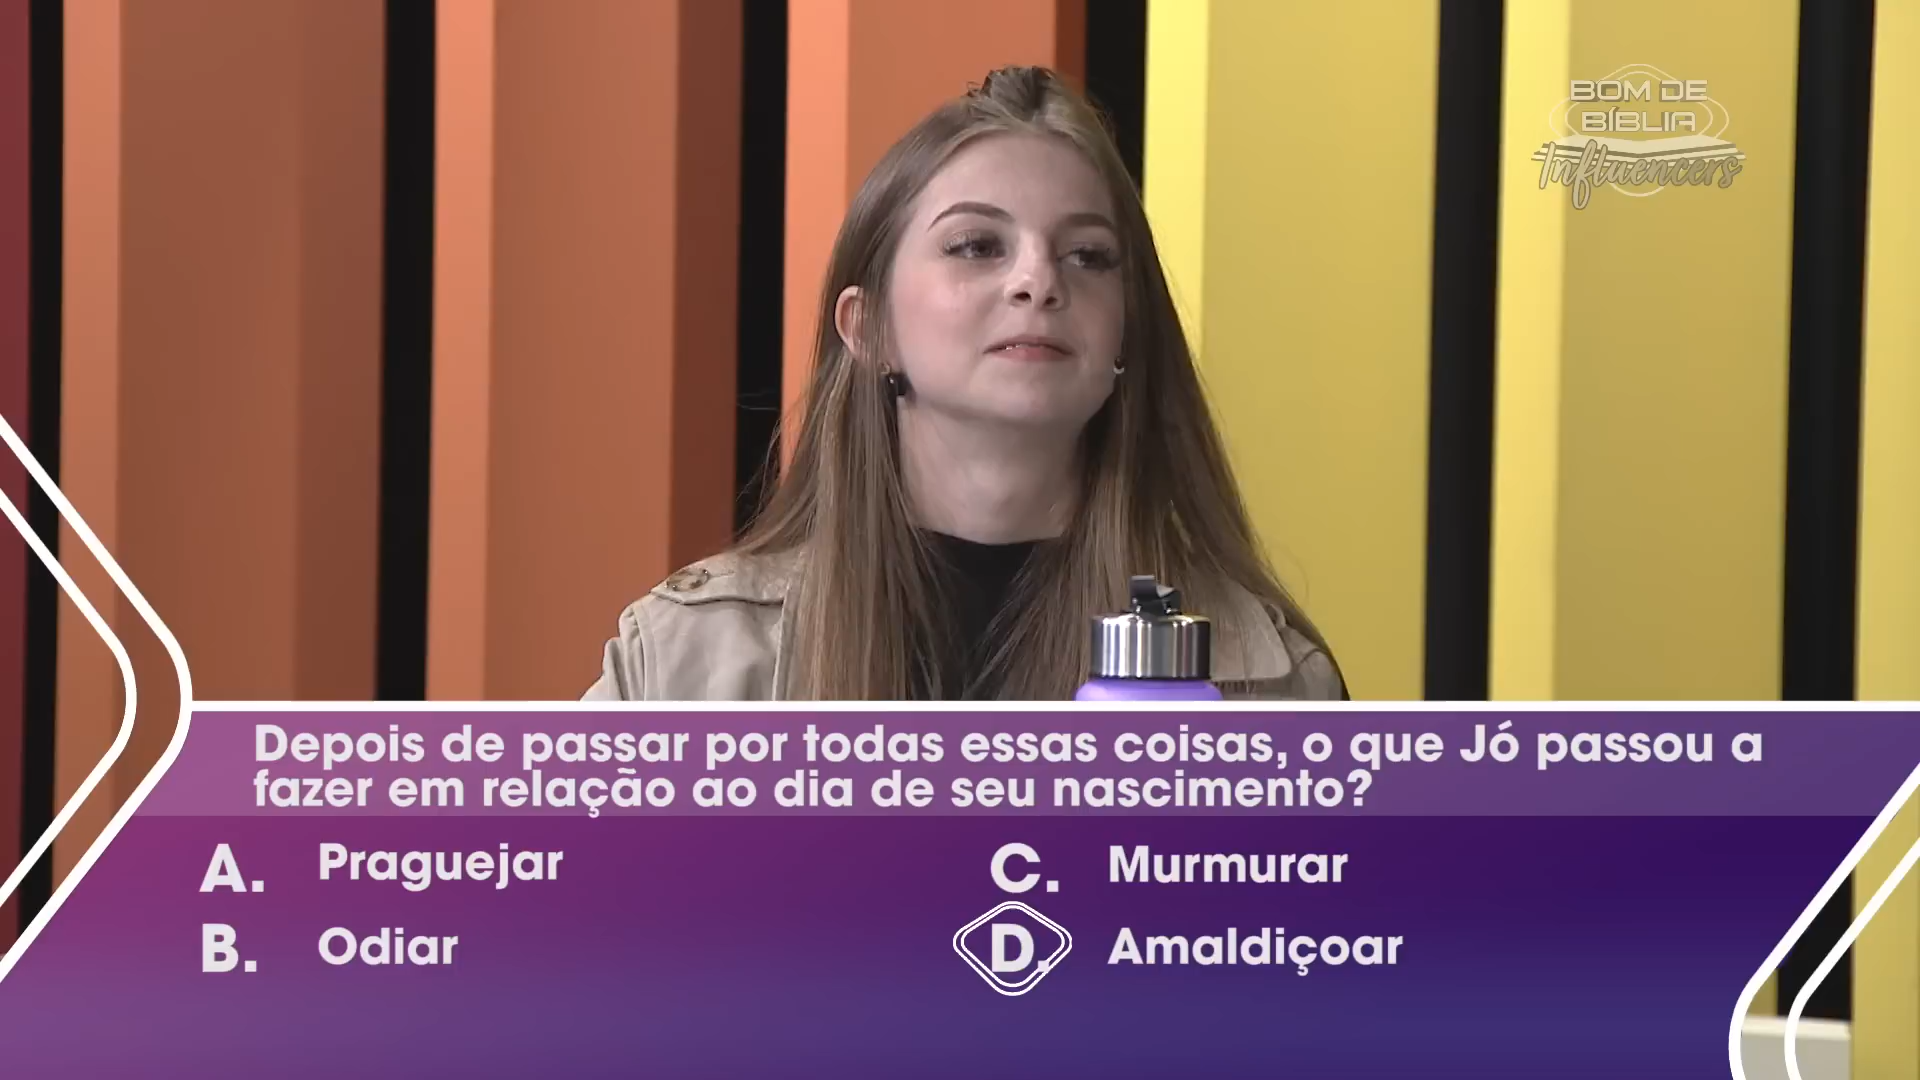 BOM DE
BÍBLIA
Influencers
Depois de passar por todas essas coisas, o que Jó passou a
fazer em relação ao dia de seu nascimento?
A. Praguejar
B. Odiar
C. Murmurar
D. Amaldiçoar